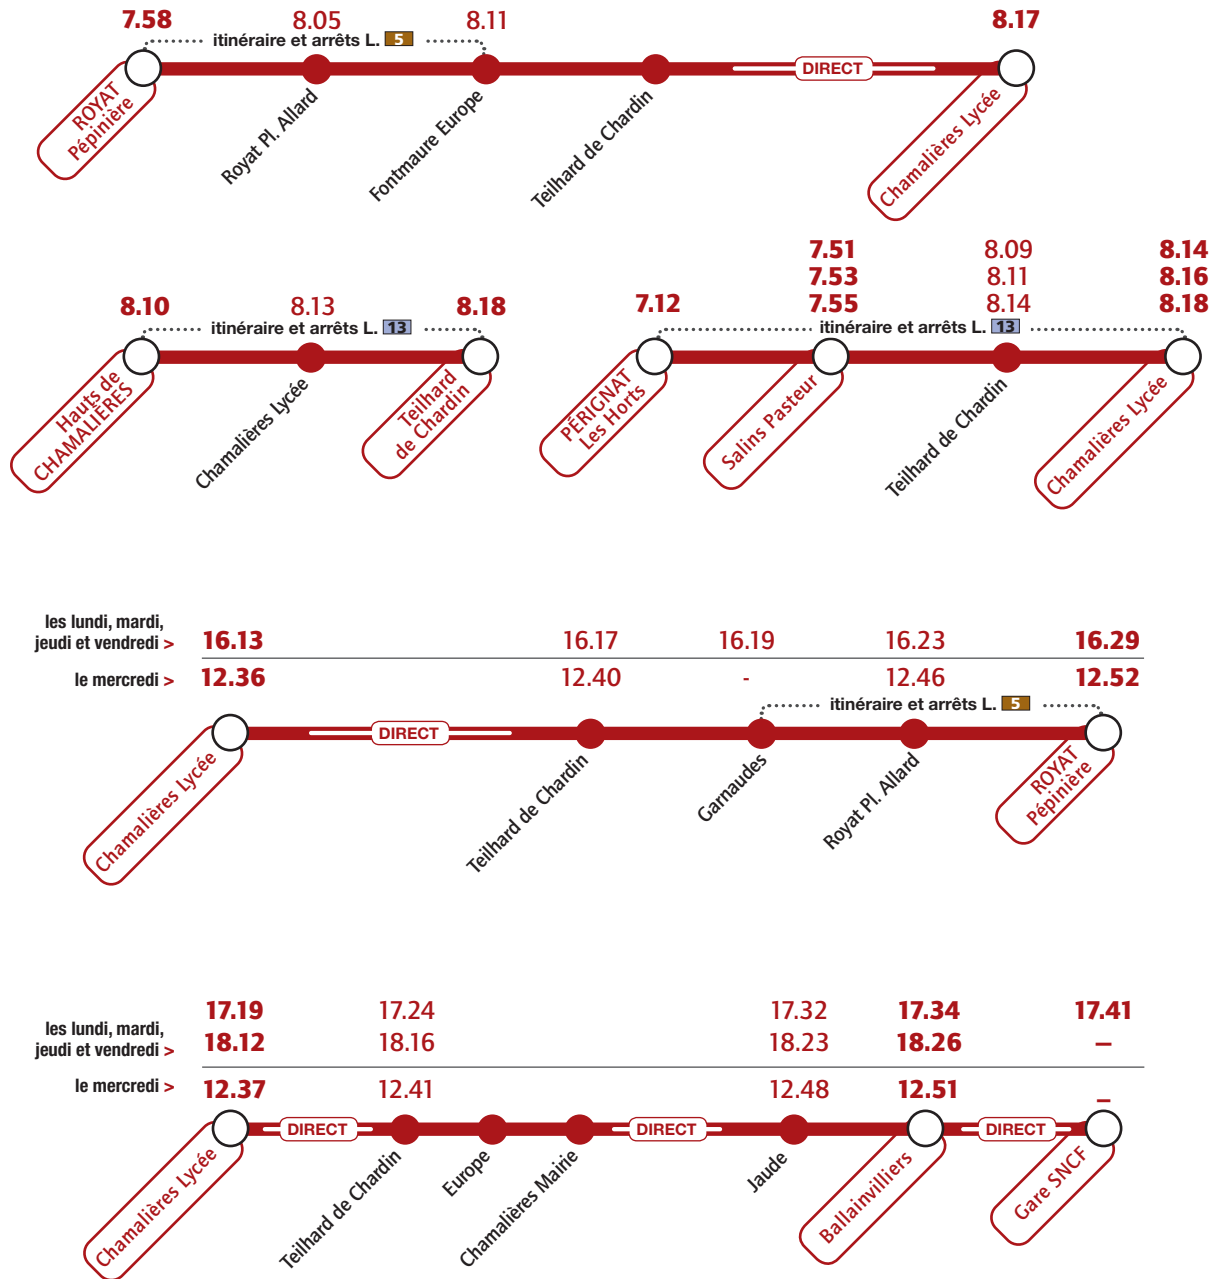 7.58 8.05 8.11 8.17
itinéraire et arrêts L. 5
DIRECT
ROYAT
Pépinière
Royat Pl. Allard
Fontmaure Europe
Teilhard de Chardin
Chamalières Lycée
7.51 8.09 8.14
7.53 8.11 8.16
8.10 8.13 8.18 7.12 7.55 8.14 8.18
itinéraire et arrêts L. 13
itinéraire et arrêts L. 13
Hauts de
CHAMALIÈRES
Chamalières Lycée
Teilhard
de Chardin
PÉRIGNAT
Les Horts
Salins Pasteur
Teilhard de Chardin
Chamalières Lycée
les lundi, mardi,
jeudi et vendredi > 16.13 16.17 16.19 16.23 16.29
le mercredi > 12.36 12.40 - 12.46 12.52
itinéraire et arrêts L. 5
DIRECT
Chamalières Lycée
Teilhard de Chardin
Garnaudes
Royat Pl. Allard
ROYAT
Pépinière
17.19 17.24 17.32 17.34 17.41
les lundi, mardi,
jeudi et vendredi > 18.12 18.16 18.23 18.26 –
le mercredi > 12.37 12.41 12.48 12.51 –
DIRECT DIRECT DIRECT
Chamalières Lycée
Teilhard de Chardin
Europe
Chamalières Mairie
Jaude
Ballainvilliers
Gare SNCF